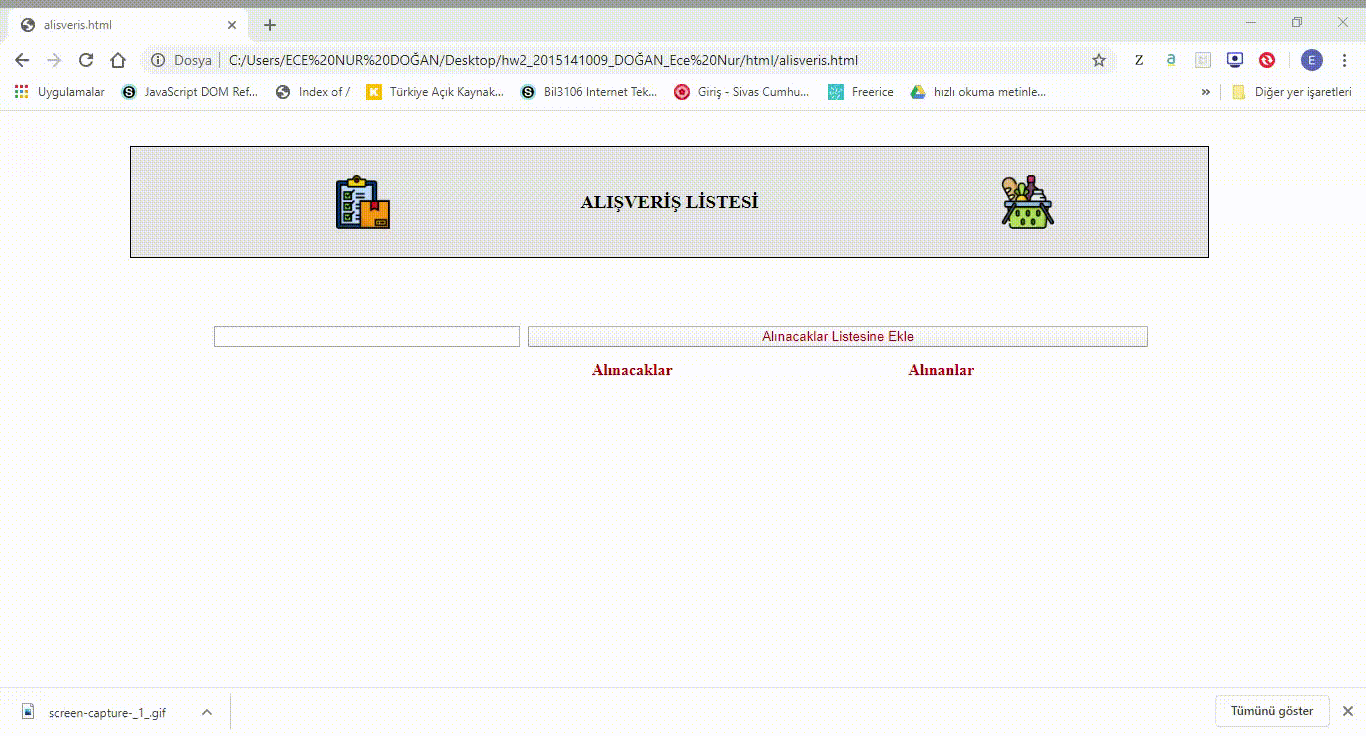 alisveris.html
Dosya C:/Users/ECE%20NUR%20DOĞAN/Desktop/hw2_2015141009_DOĞAN_Ece%20Nur/html/alisveris.html Z a E
Uygulamalar S JavaScript DOM Ref... Index of / K Türkiye Açık Kaynak... S Bil3106 Internet Tek... Giriş - Sivas Cumhu... Freerice hızlı okuma metinle... » Diğer yer işaretleri
ALIŞVERİŞ LİSTESİ
Alınacaklar Listesine Ekle
Alınacaklar Alınanlar
screen-capture-_1_.gif Tümünü göster